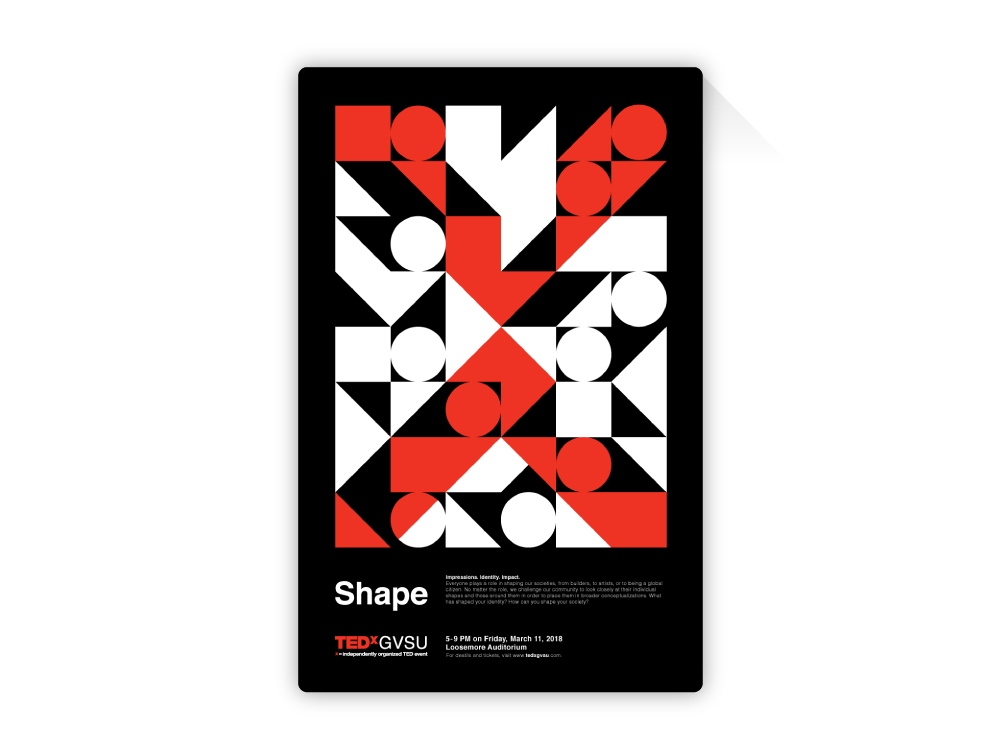 Shape
Impressions. Identity. Impact.
Everyone plays a role in shaping our societies, from builders, to artists, or to being a global
citizen. No matter the role, we challenge our community to look closely at their individual
shapes and those around them in order to place them in broader conceptualizations. What
has shaped your identity? How can you shape your society?
TEDxGVSU
x = independently organized TED event
5-9 PM on Friday, March 11, 2018
Loosemore Auditorium
For deatils and tickets, visit www.tedxgvsu.com.